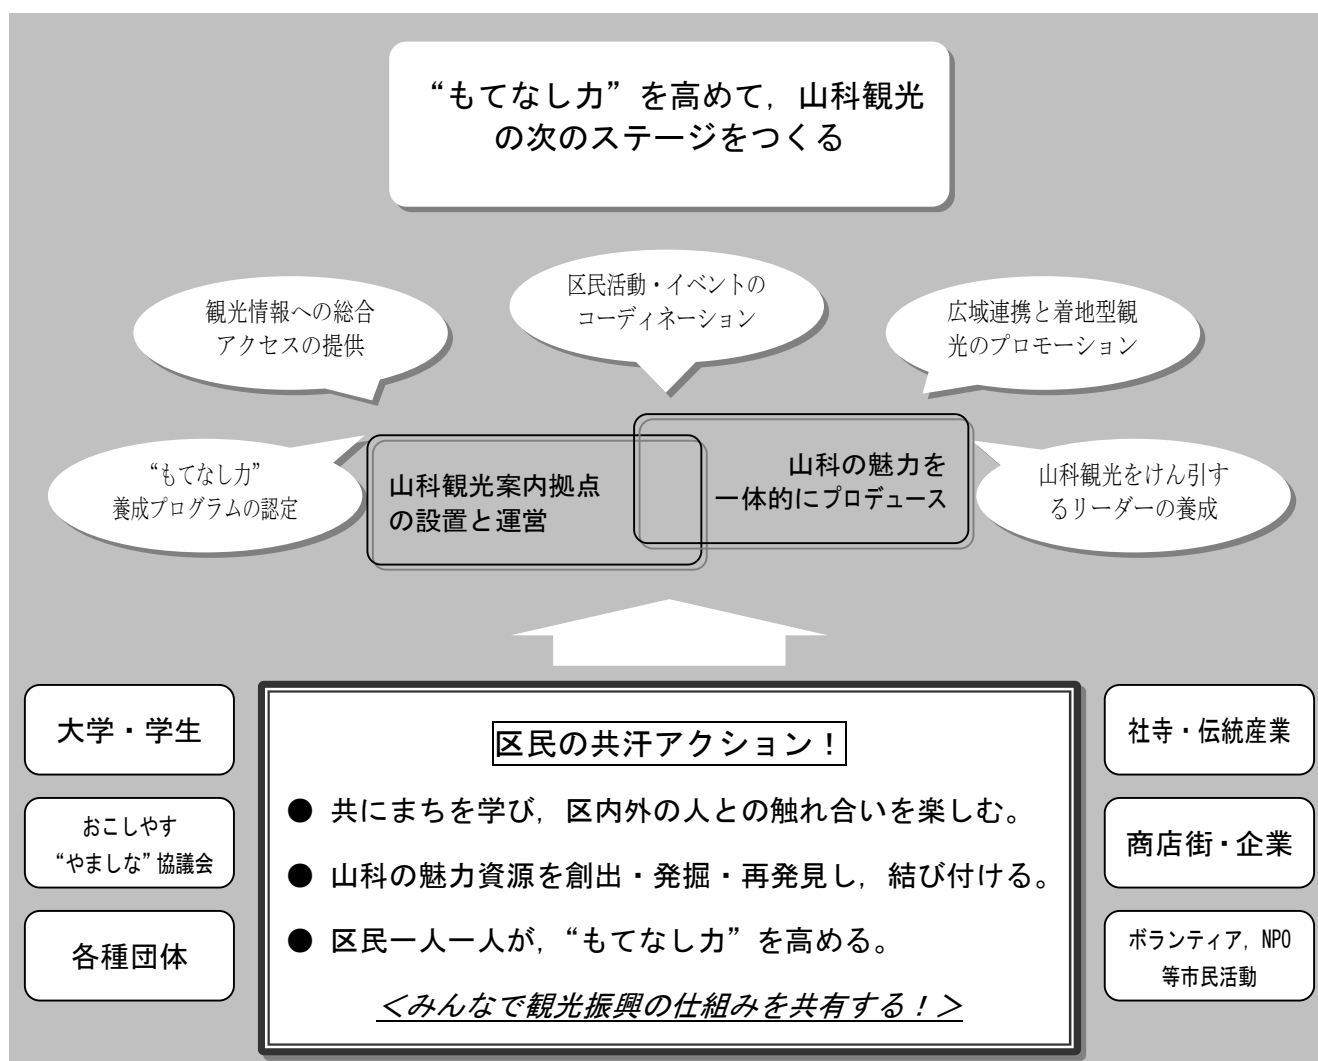 “もてなし力”を高めて，山科観光
の次のステージをつくる
区民活動・イベントの
コーディネーション
観光情報への総合
アクセスの提供
広域連携と着地型観
光のプロモーション
“もてなし力”
養成プログラムの認定
山科観光案内拠点
の設置と運営
山科の魅力を
一体的にプロデュース
山科観光をけん引す
るリーダーの養成
大学・学生
おこしやす
“やましな”協議会
各種団体
区民の共汗アクション！
● 共にまちを学び，区内外の人との触れ合いを楽しむ。
● 山科の魅力資源を創出・発掘・再発見し，結び付ける。
● 区民一人一人が，“もてなし力”を高める。
＜みんなで観光振興の仕組みを共有する！＞
社寺・伝統産業
商店街・企業
ボランティア，NPO
等市民活動